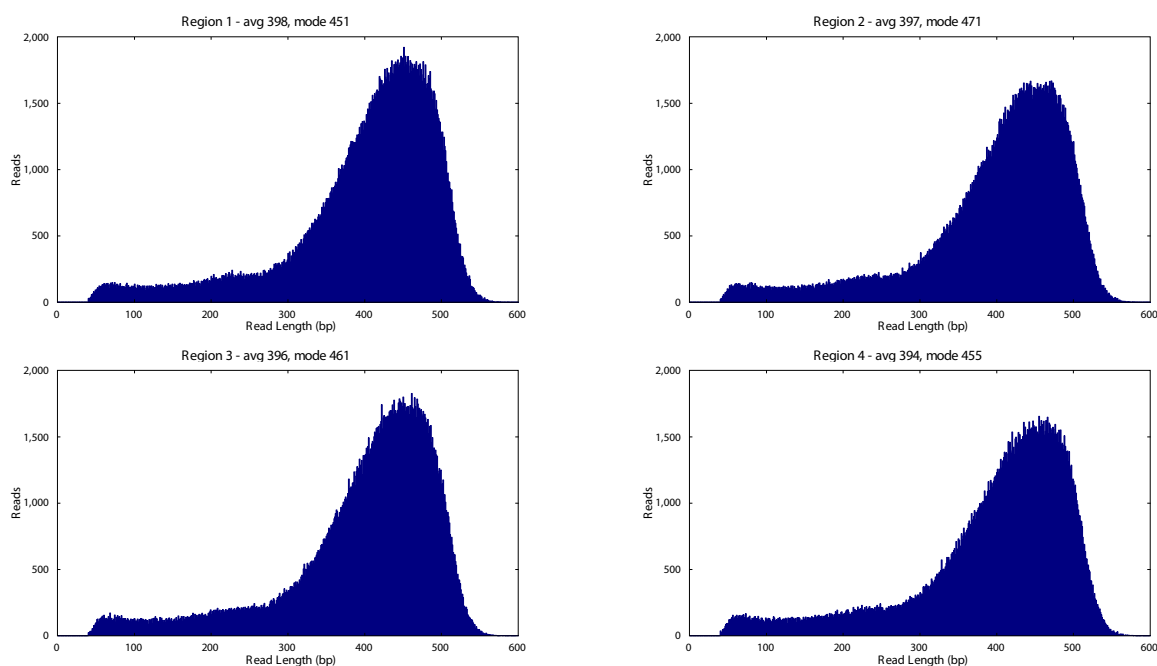 Region 1 - avg 398, mode 451
2,000
1,500
1,000
500
0
Reads
0 100 200 300 400 500 600
Read Length (bp)
Region 2 - avg 397, mode 471
2,000
1,500
1,000
500
0
Reads
0 100 200 300 400 500 600
Read Length (bp)
Region 3 - avg 396, mode 461
2,000
1,500
1,000
500
0
Reads
0 100 200 300 400 500 600
Read Length (bp)
Region 4 - avg 394, mode 455
2,000
1,500
1,000
500
0
Reads
0 100 200 300 400 500 600
Read Length (bp)